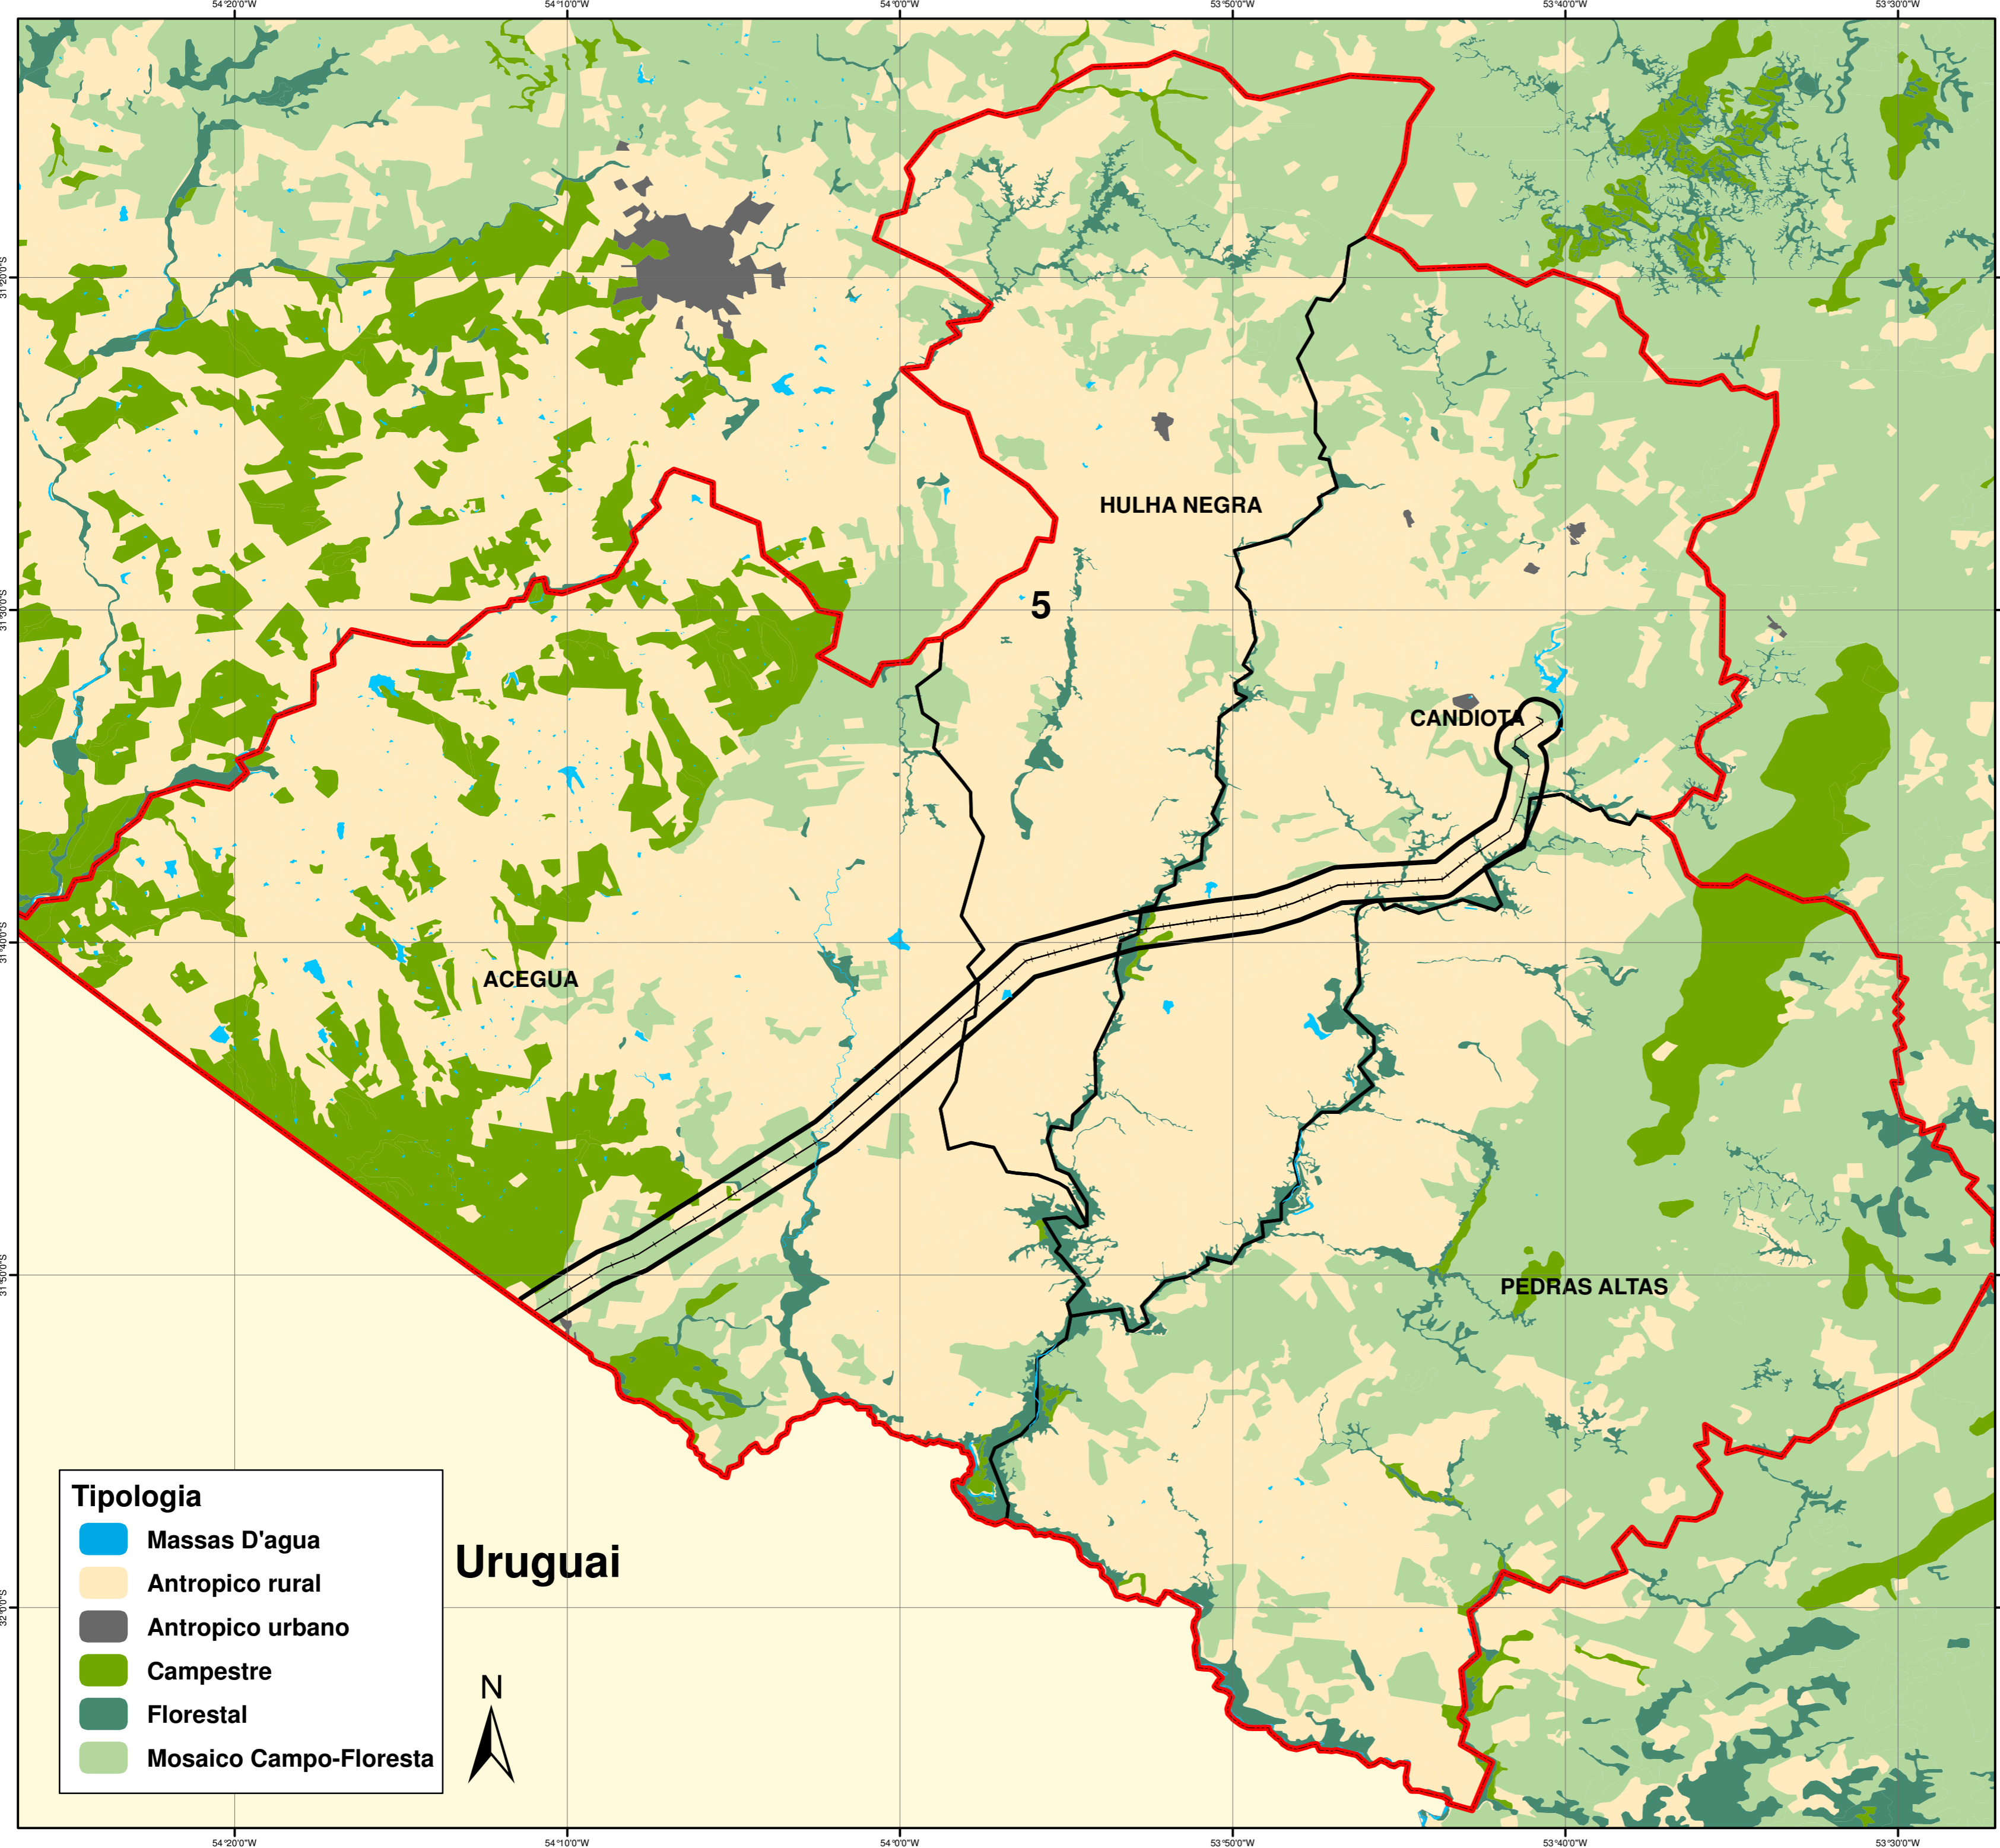 54°20'0"W 54°10'0"W 54°0'0"W 53°50'0"W 53°40'0"W 53°30'0"W
31°20'0"S
HULHA NEGRA
31°30'0"S
5
CANDIOTA
31°40'0"S
ACEGUA
31°50'0"S
PEDRAS ALTAS
Tipologia
Massas D'agua
Antropico rural
Antropico urbano
Campestre
Florestal
Mosaico Campo-Floresta
Uruguai
32°0'0"S
N
54°20'0"W 54°10'0"W 54°0'0"W 53°50'0"W 53°40'0"W 53°30'0"W